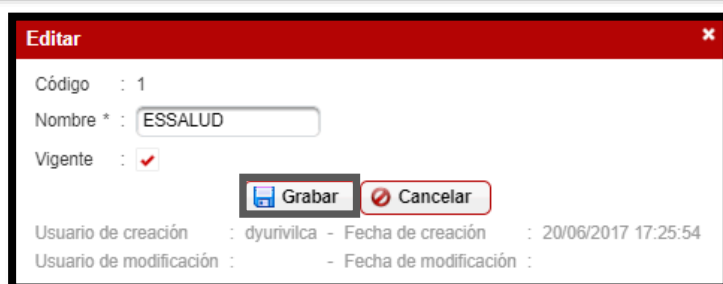 Editar
Código : 1
Nombre * : ESSALUD
Vigente :
Grabar Cancelar
Usuario de creación : dyurivilca - Fecha de creación : 20/06/2017 17:25:54
Usuario de modificación : - Fecha de modificación :